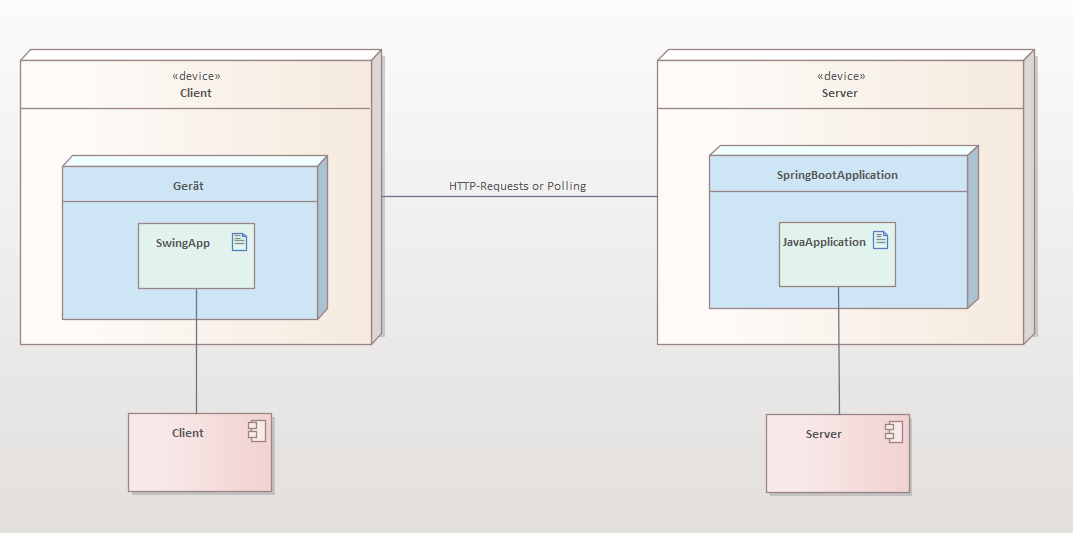 «device»
Client
Gerät
SwingApp
HTTP-Requests or Polling
«device»
Server
SpringBootApplication
JavaApplication
Client
Server